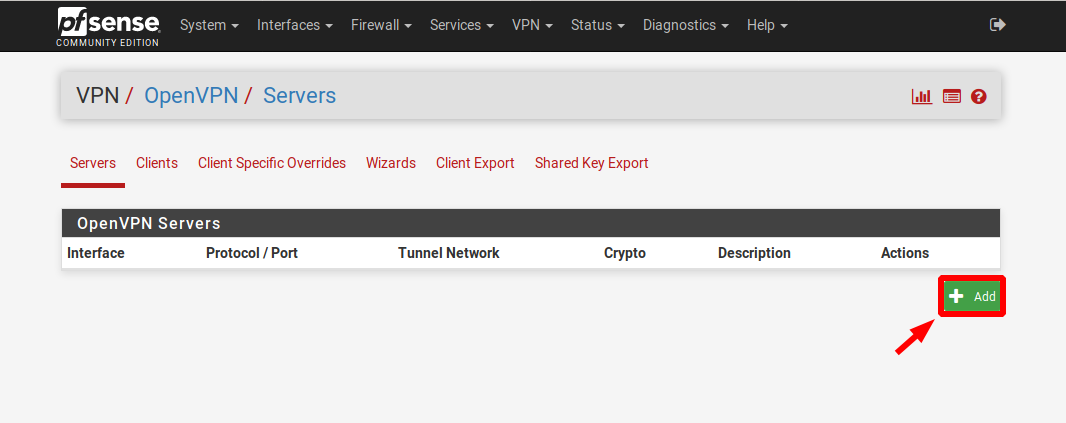 pfsense
COMMUNITY EDITION
System Interfaces Firewall Services VPN Status Diagnostics Help
VPN / OpenVPN / Servers
Servers Clients Client Specific Overrides Wizards Client Export Shared Key Export
OpenVPN Servers
Interface Protocol / Port Tunnel Network Crypto Description Actions
Add